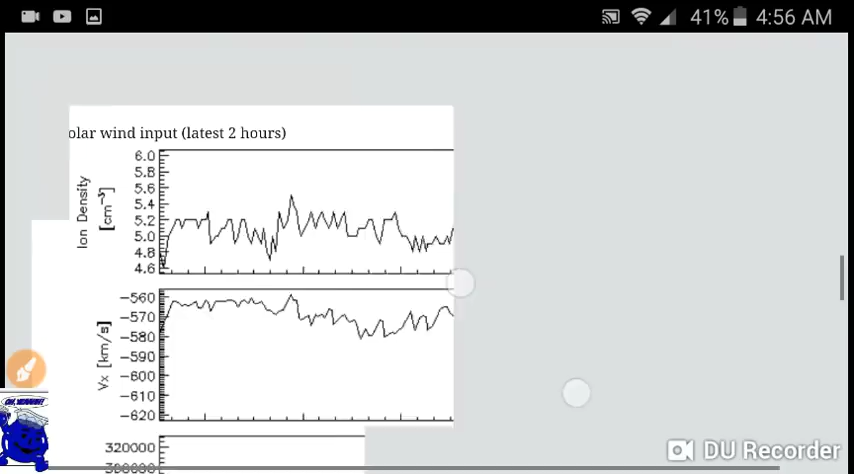 41% 4:56 AM
olar wind input (latest 2 hours)
6.0
5.8
5.6
5.4
5.2
5.0
4.8
4.6
Ion Density
[cm⁻³]
−560
−570
−580
−590
−600
−610
−620
Vx [km/s]
320000
DU Recorder